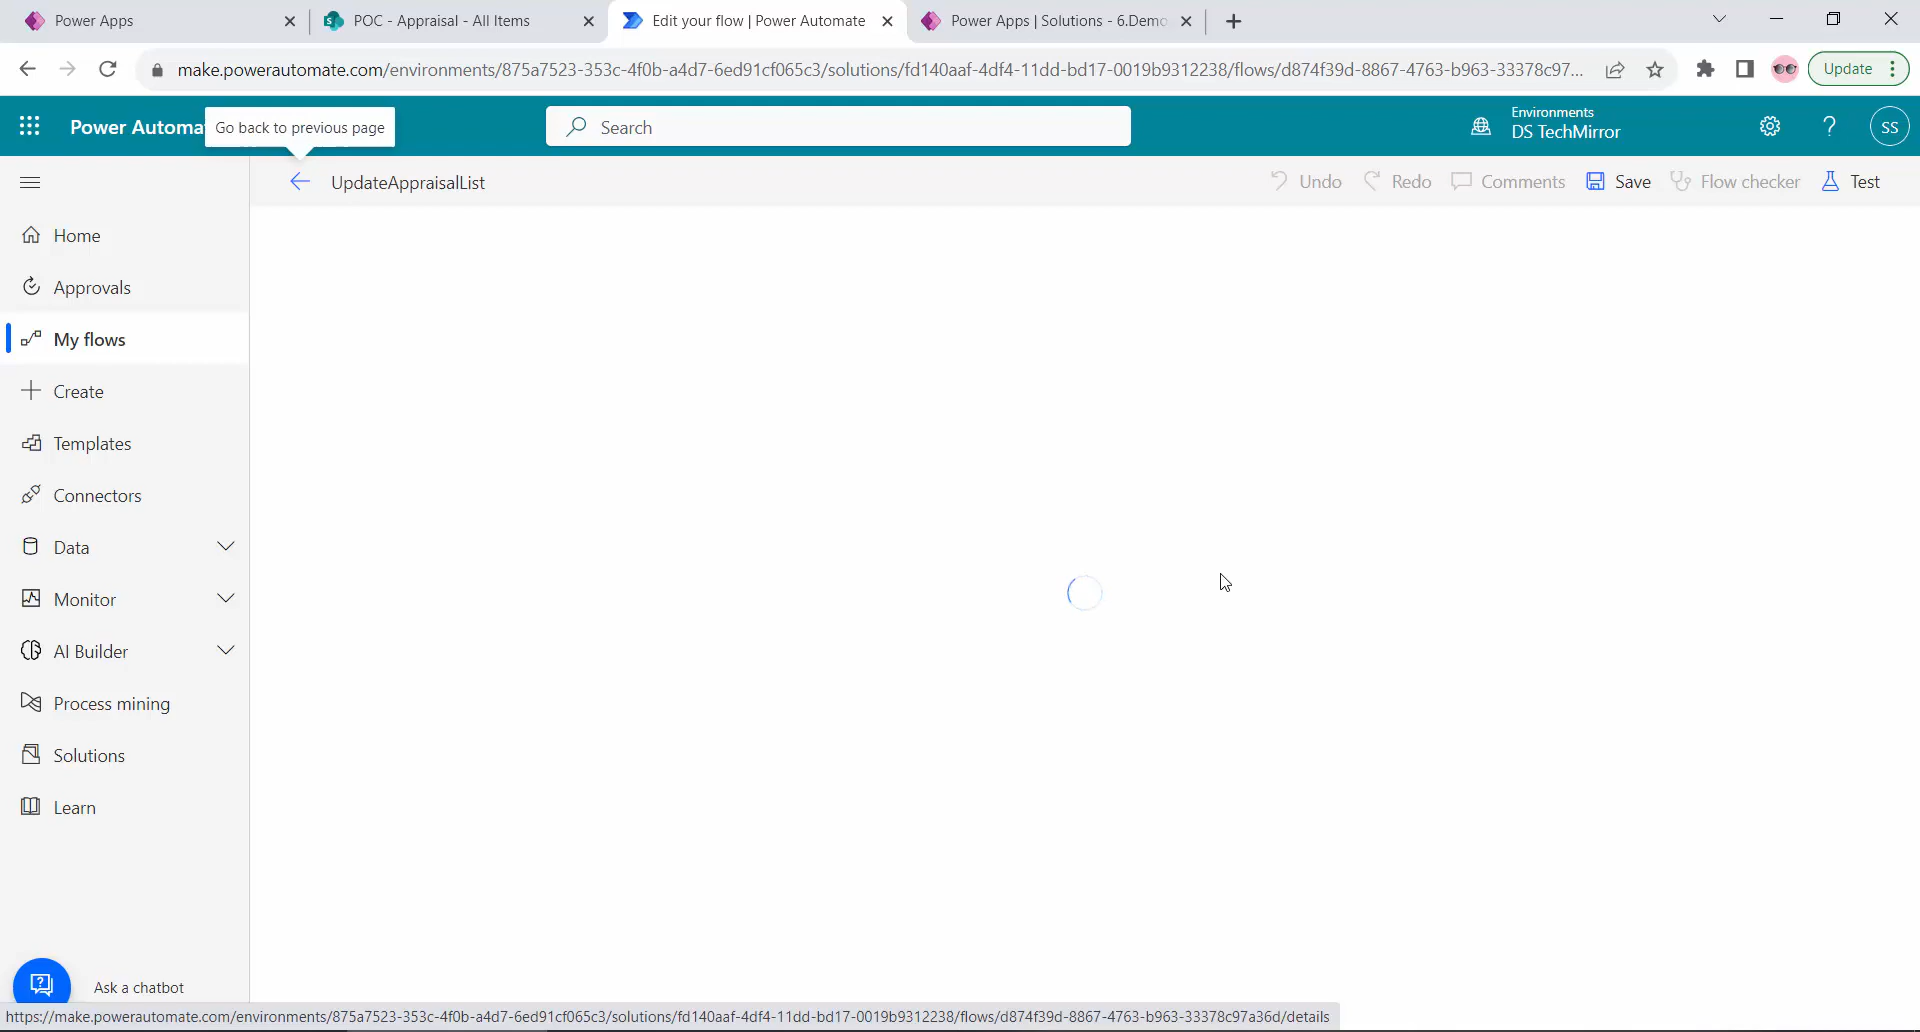 Power Apps
POC - Appraisal - All Items
Edit your flow | Power Automate
Power Apps | Solutions - 6.Demo
make.powerautomate.com/environments/875a7523-353c-4f0b-a4d7-6ed91cf065c3/solutions/fd140aaf-4df4-11dd-bd17-0019b9312238/flows/d874f39d-8867-4763-b963-33378c97...
Update
Power Automa
Go back to previous page
Search
Environments
DS TechMirror
?
SS
UpdateAppraisalList
Undo
Redo
Comments
Save
Flow checker
Test
Home
Approvals
My flows
Create
Templates
Connectors
Data
Monitor
AI Builder
Process mining
Solutions
Learn
Ask a chatbot
https://make.powerautomate.com/environments/875a7523-353c-4f0b-a4d7-6ed91cf065c3/solutions/fd140aaf-4df4-11dd-bd17-0019b9312238/flows/d874f39d-8867-4763-b963-33378c97a36d/details